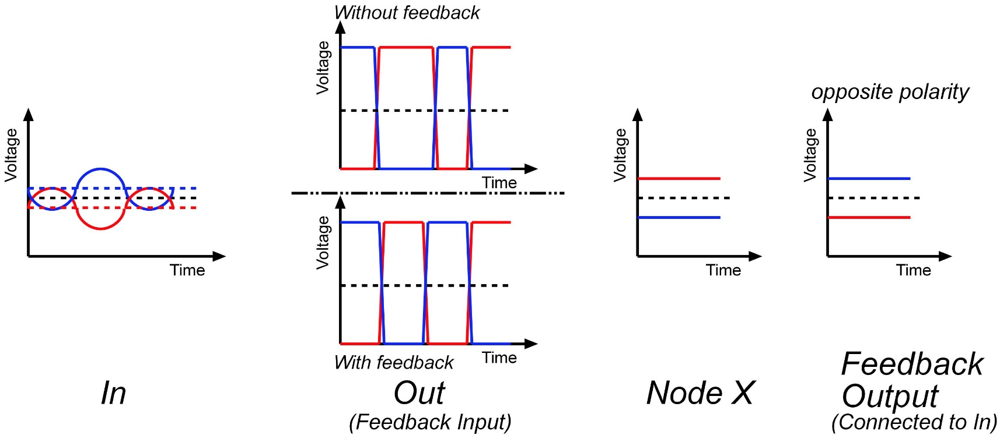 Without feedback
Voltage
Time
Voltage
Time
With feedback
Voltage
Time
Voltage
Time
opposite polarity
Voltage
Time
In
Out
(Feedback Input)
Node X
Feedback
Output
(Connected to In)